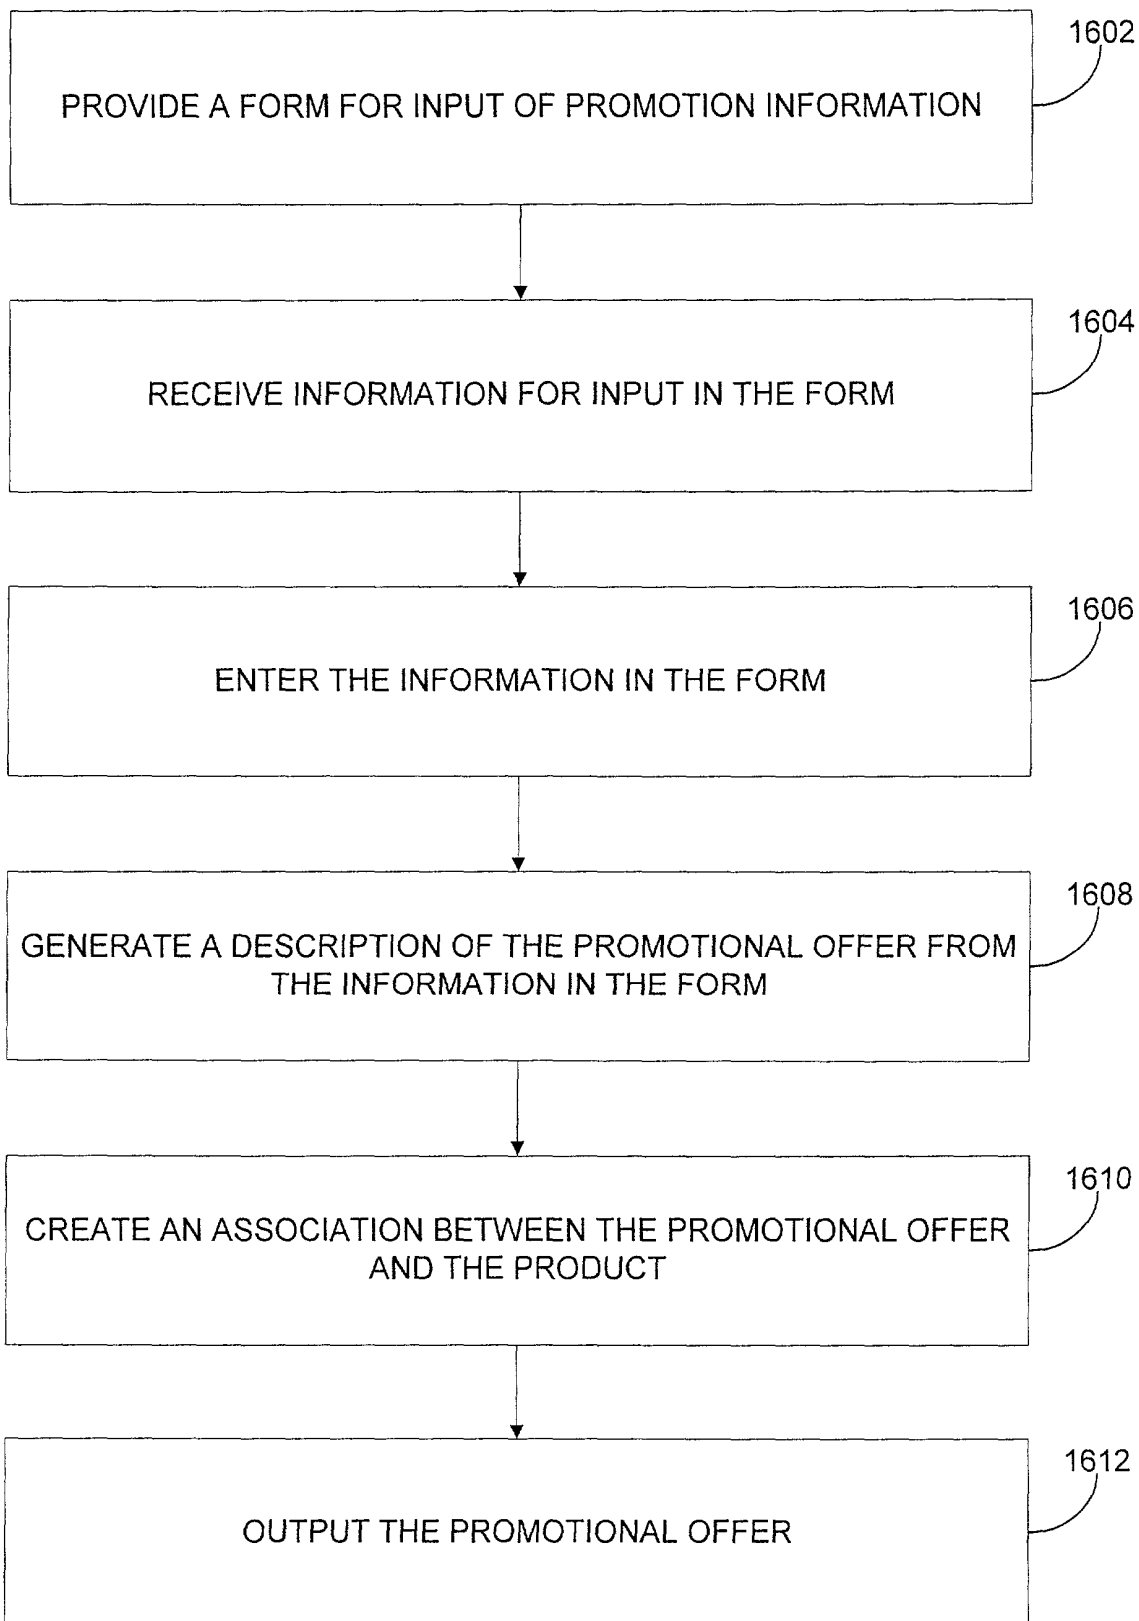 1602
PROVIDE A FORM FOR INPUT OF PROMOTION INFORMATION
1604
RECEIVE INFORMATION FOR INPUT IN THE FORM
1606
ENTER THE INFORMATION IN THE FORM
1608
GENERATE A DESCRIPTION OF THE PROMOTIONAL OFFER FROM
THE INFORMATION IN THE FORM
1610
CREATE AN ASSOCIATION BETWEEN THE PROMOTIONAL OFFER
AND THE PRODUCT
1612
OUTPUT THE PROMOTIONAL OFFER